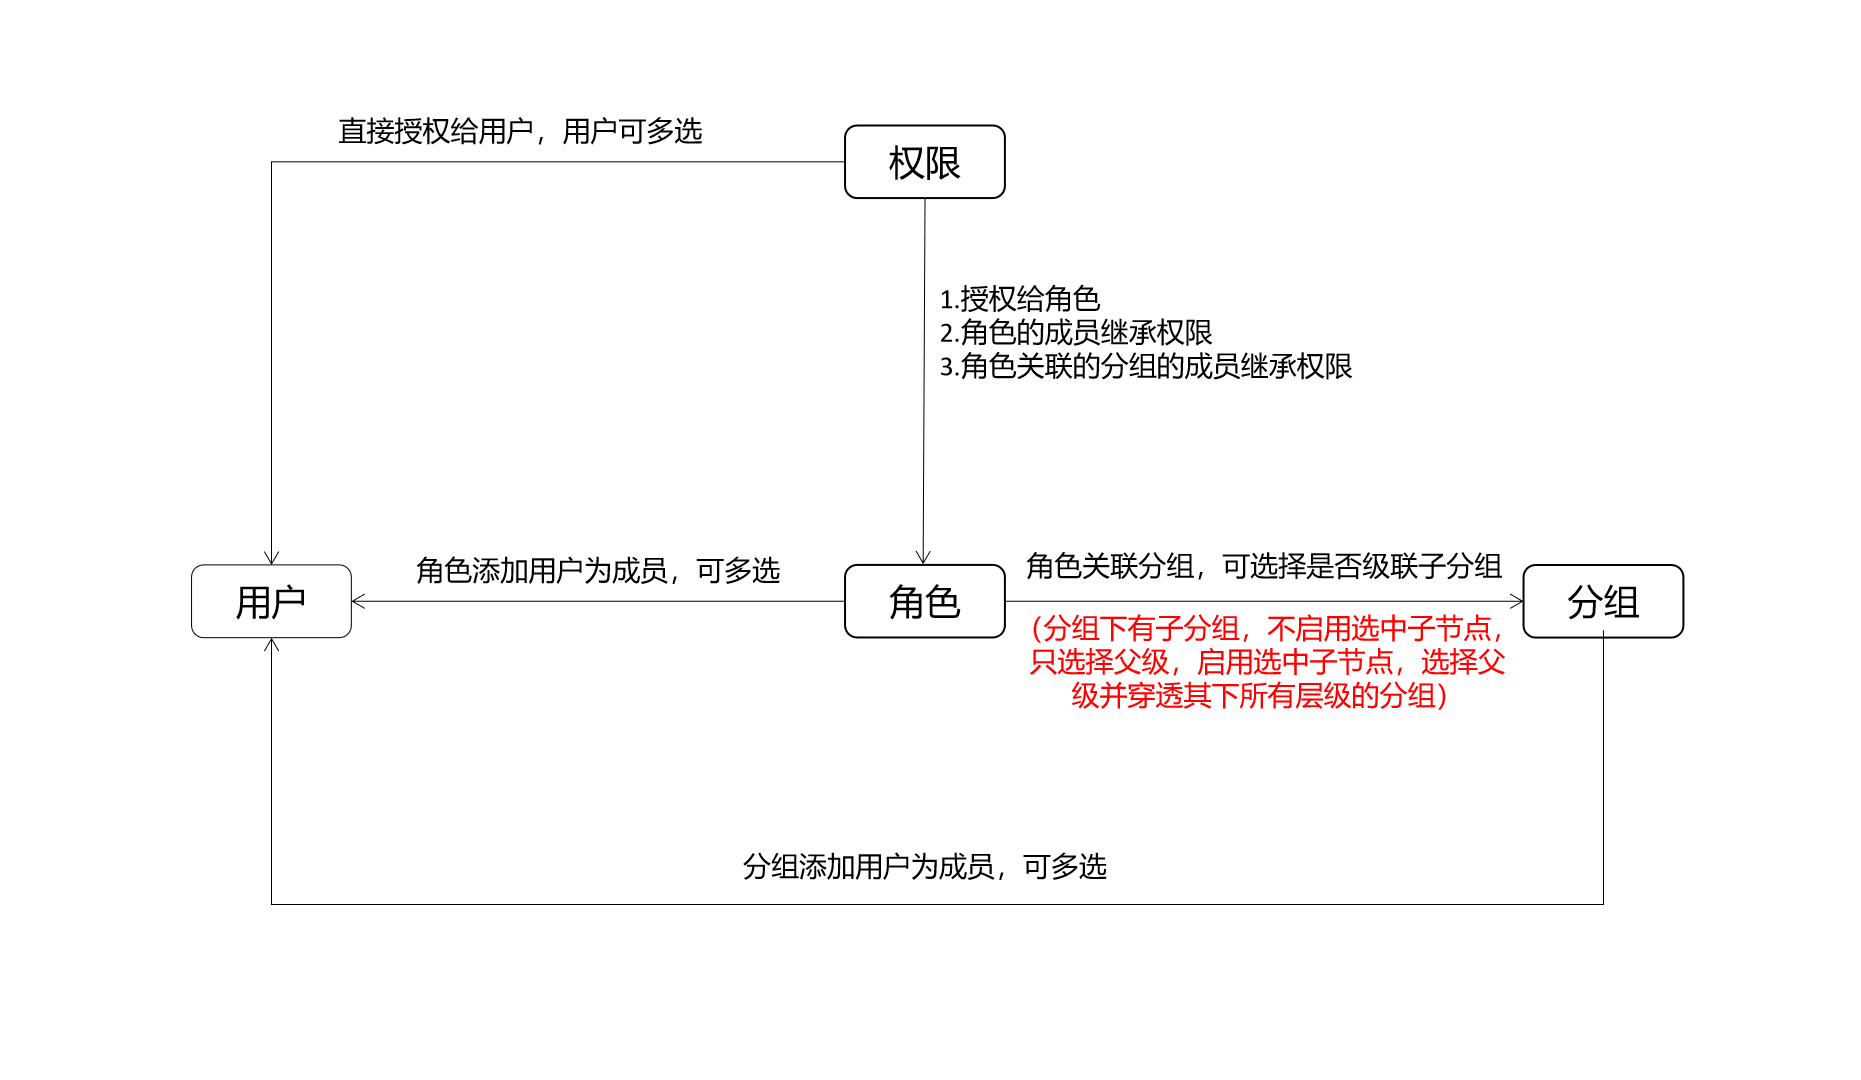 直接授权给用户，用户可多选
权限
1.授权给角色
2.角色的成员继承权限
3.角色关联的分组的成员继承权限
用户
角色添加用户为成员，可多选
角色
角色关联分组，可选择是否级联子分组
分组
（分组下有子分组，不启用选中子节点，
只选择父级，启用选中子节点，选择父
级并穿透其下所有层级的分组）
分组添加用户为成员，可多选